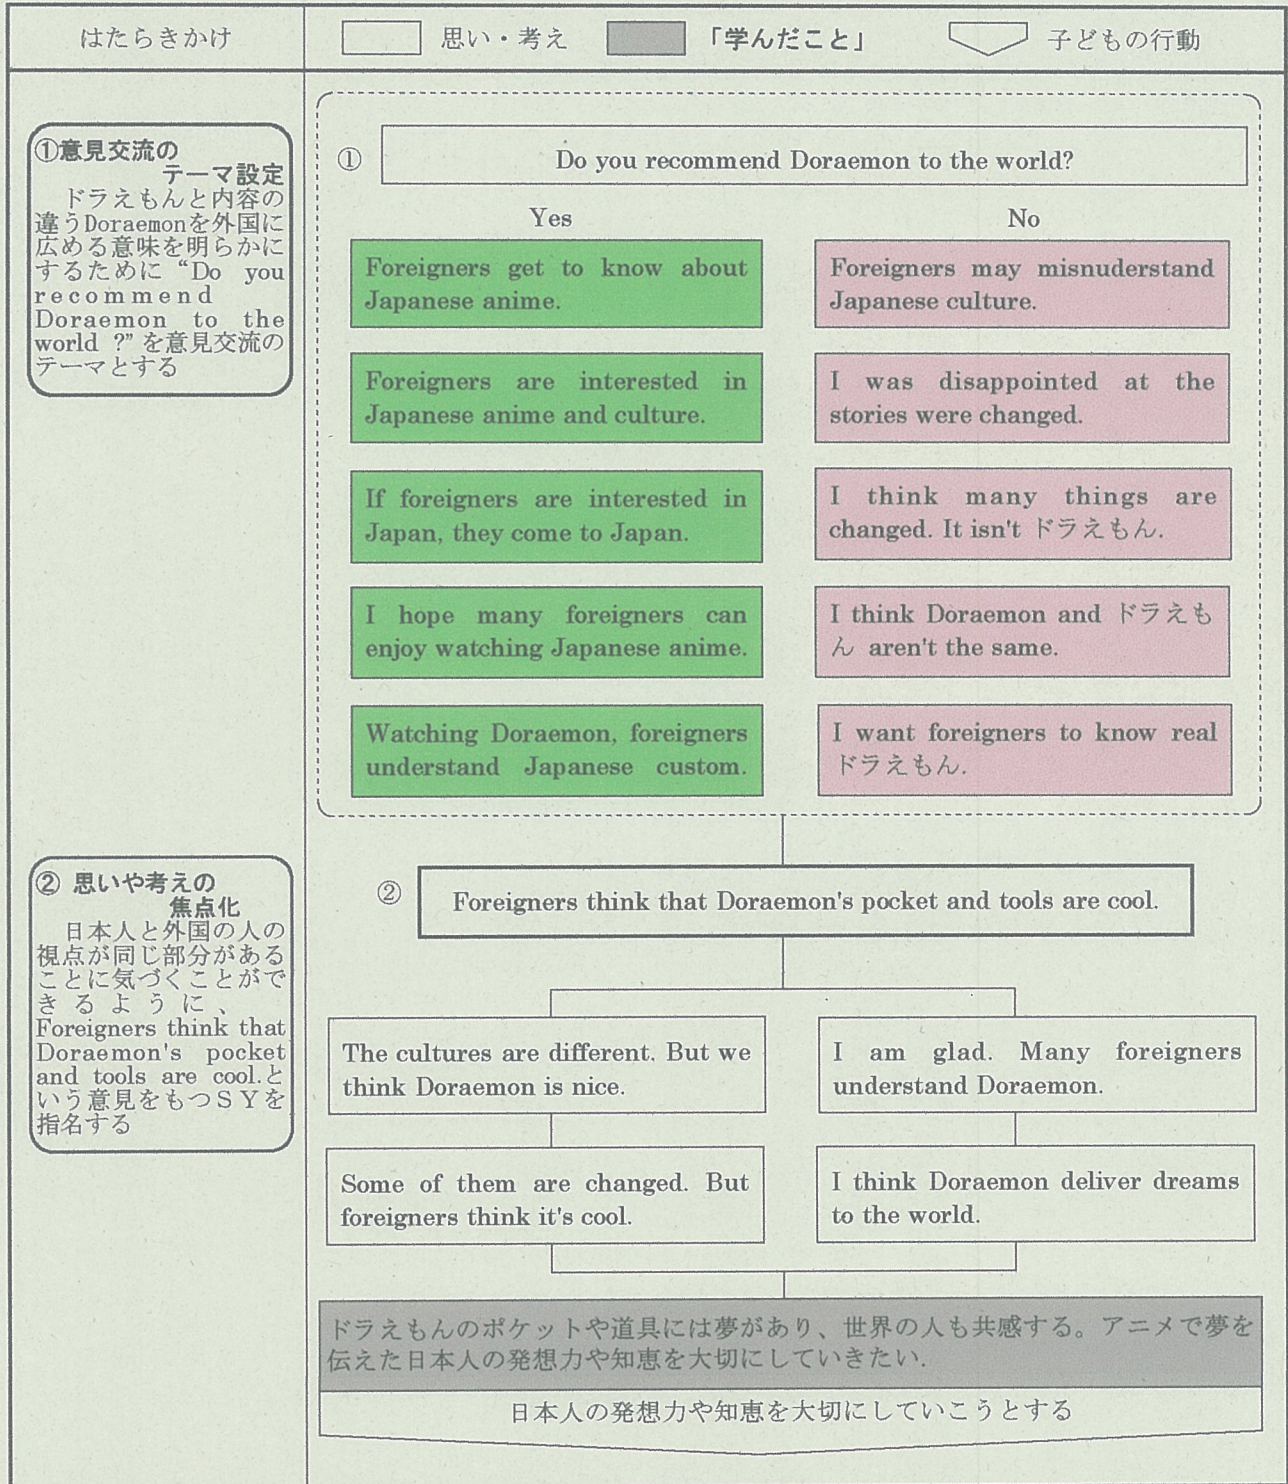 はたらきかけ
思い・考え
「学んだこと」
子どもの行動
①意見交流の
テーマ設定
ドラえもんと内容の
違うDoraemonを外国に
広める意味を明らかに
するために“Do you
recommend
Doraemon to the
world ?”を意見交流の
テーマとする
①
Do you recommend Doraemon to the world?
Yes
No
Foreigners get to know about
Japanese anime.
Foreigners may misnuderstand
Japanese culture.
Foreigners are interested in
Japanese anime and culture.
I was disappointed at the
stories were changed.
If foreigners are interested in
Japan, they come to Japan.
I think many things are
changed. It isn't ドラえもん.
I hope many foreigners can
enjoy watching Japanese anime.
I think Doraemon and ドラえも
ん aren't the same.
Watching Doraemon, foreigners
understand Japanese custom.
I want foreigners to know real
ドラえもん.
② 思いや考えの
焦点化
日本人と外国の人の
視点が同じ部分がある
ことに気づくことがで
きるように、
Foreigners think that
Doraemon's pocket
and tools are cool.と
いう意見をもつＳＹを
指名する
②
Foreigners think that Doraemon's pocket and tools are cool.
The cultures are different. But we
think Doraemon is nice.
I am glad. Many foreigners
understand Doraemon.
Some of them are changed. But
foreigners think it's cool.
I think Doraemon deliver dreams
to the world.
ドラえもんのポケットや道具には夢があり、世界の人も共感する。アニメで夢を
伝えた日本人の発想力や知恵を大切にしていきたい.
日本人の発想力や知恵を大切にしていこうとする